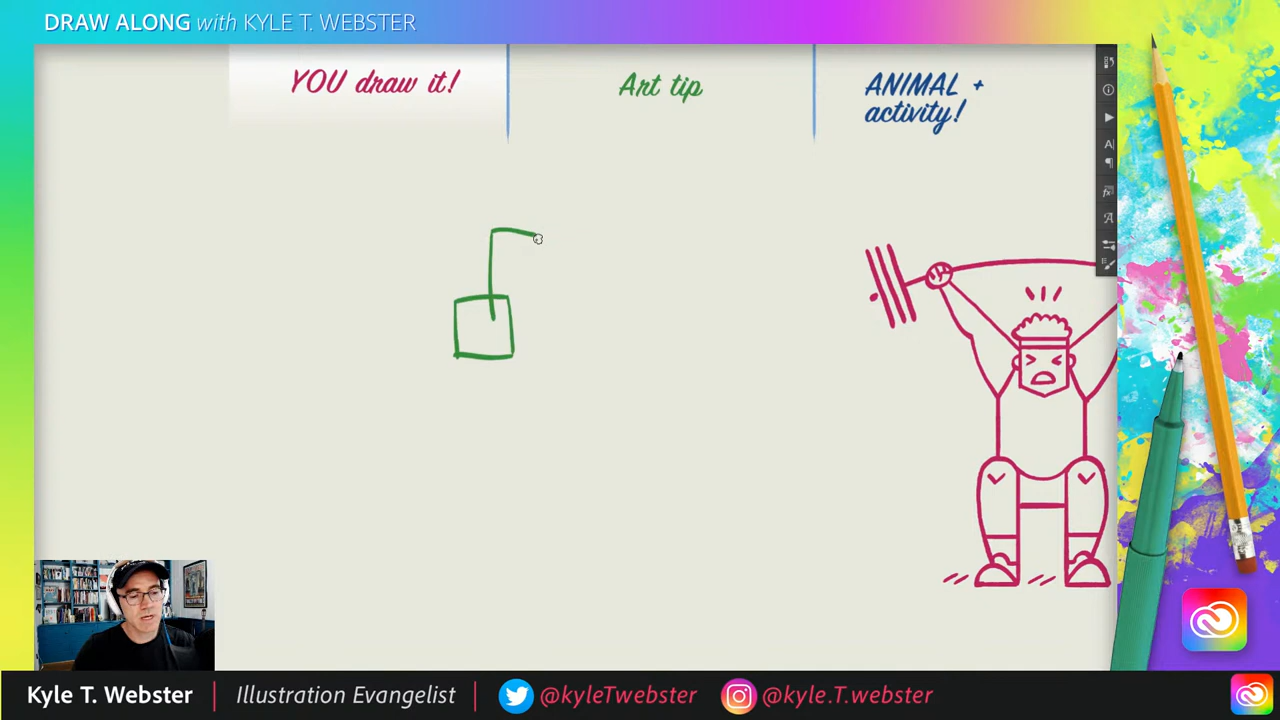 DRAW ALONG with KYLE T. WEBSTER
YOU draw it!
Art tip
ANIMAL +
activity!
Kyle T. Webster | Illustration Evangelist | @kyleTwebster @kyle.T.webster